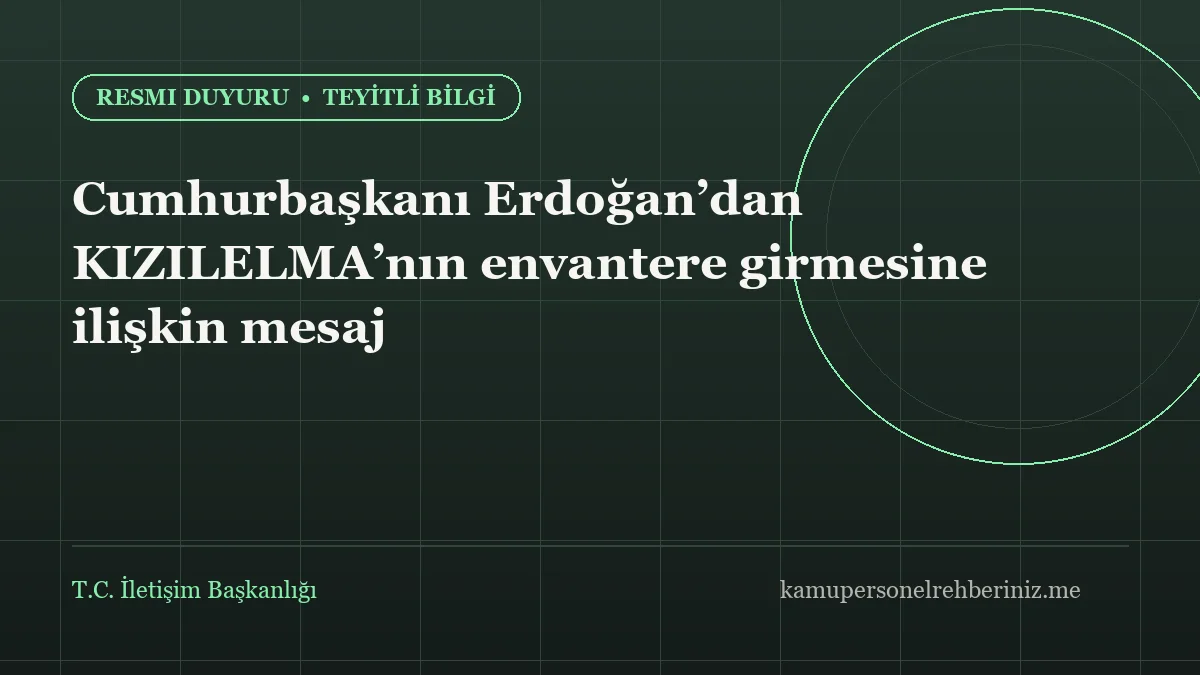 RESMI DUYURU • TEYİTLİ BİLGİ
Cumhurbaşkanı Erdoğan’dan
KIZILELMA’nın envantere girmesine
ilişkin mesaj
T.C. İletişim Başkanlığı
kamupersonelrehberiniz.me